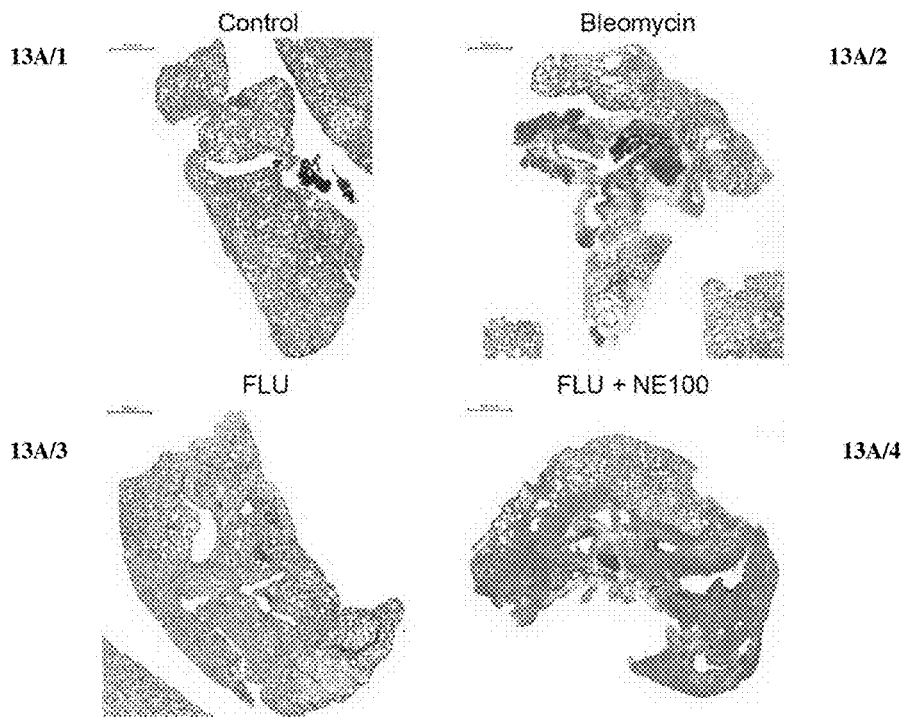 Control
Bleomycin
13A/1
13A/2
FLU
FLU + NE100
13A/3
13A/4